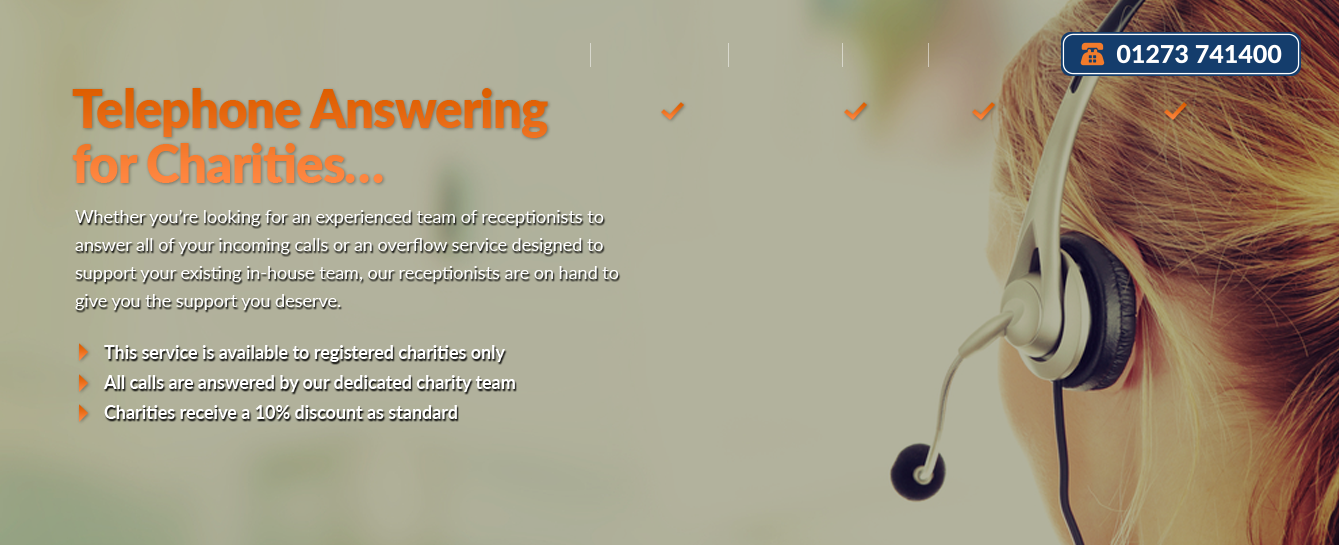 01273 741400
Telephone Answering
for Charities...
Whether you're looking for an experienced team of receptionists to
answer all of your incoming calls or an overflow service designed to
support your existing in-house team, our receptionists are on hand to
give you the support you deserve.
This service is available to registered charities only
All calls are answered by our dedicated charity team
Charities receive a 10% discount as standard